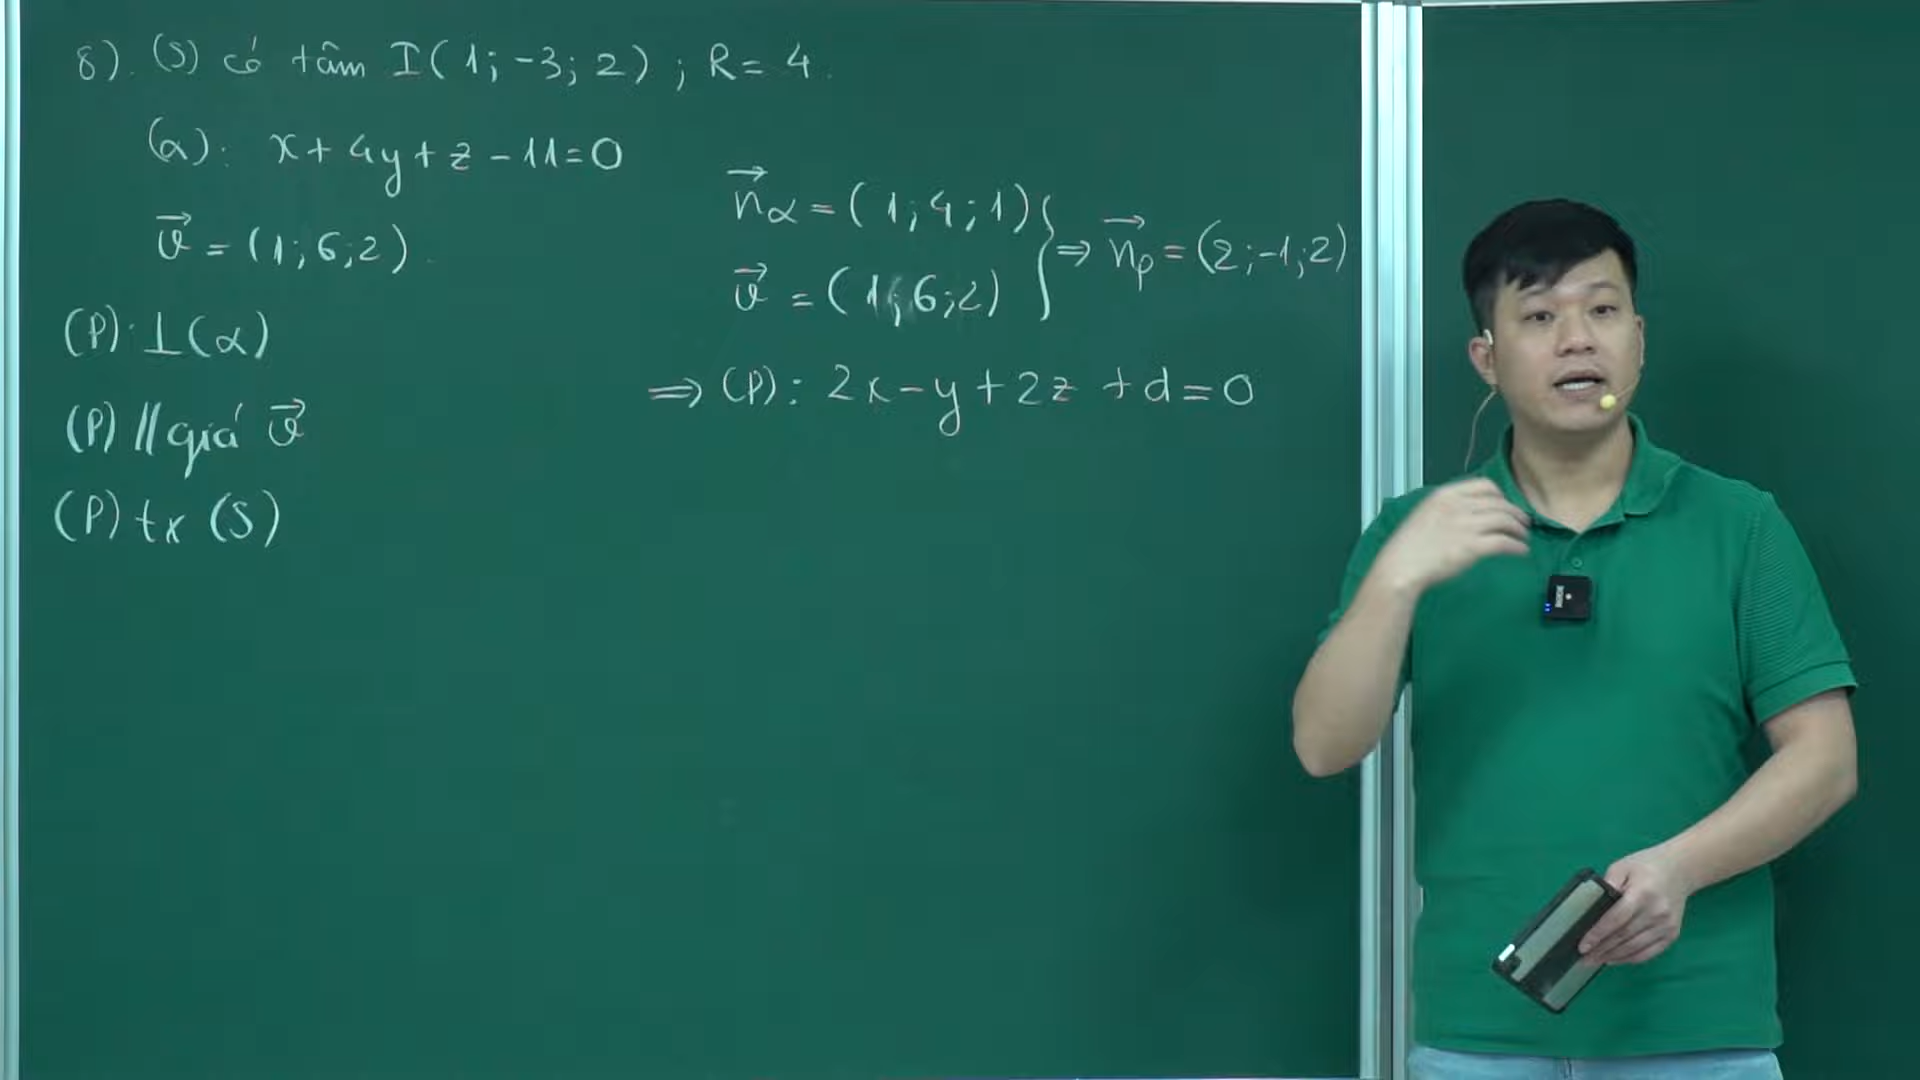 8). (S) có tâm I(1; -3; 2) ; R = 4.
(α): x + 4y + z - 11 = 0
v⃗ = (1; 6; 2).
(P): ⊥ (α)
(P) // giá v⃗
(P) tx (S)
n⃗α = (1; 4; 1)
v⃗ = (1; 6; 2)
} ⇒ n⃗p = (2; -1; 2)
⇒ (P): 2x - y + 2z + d = 0